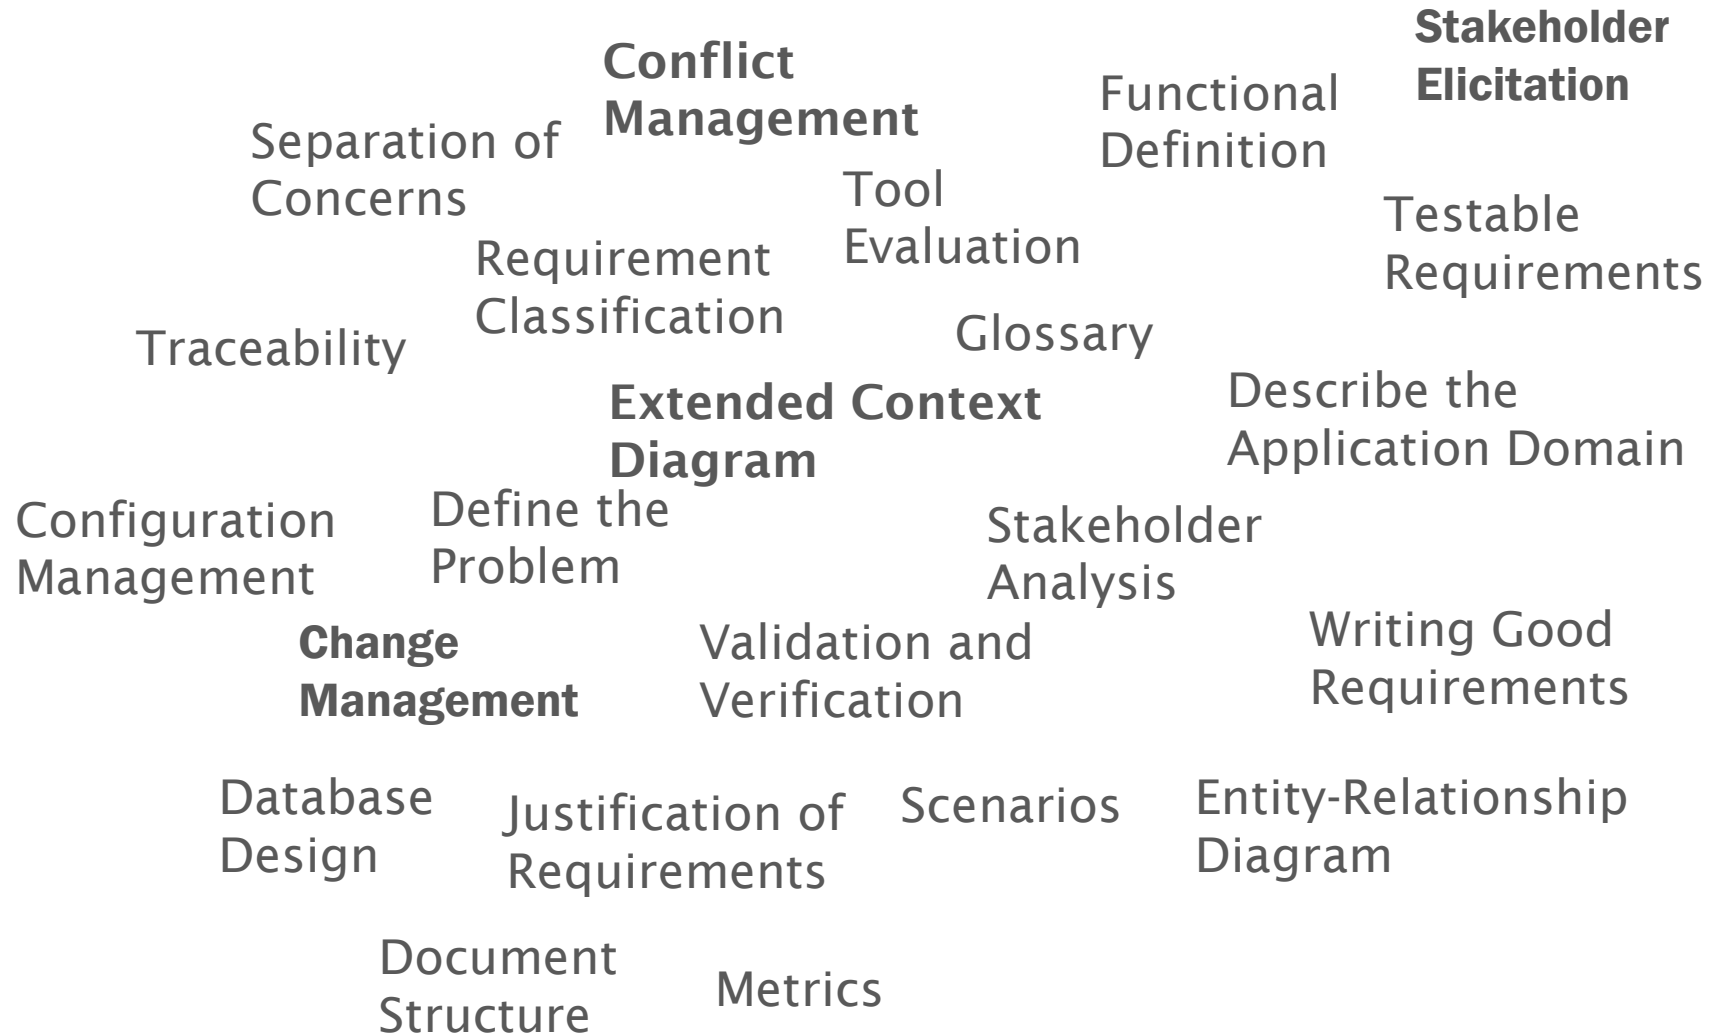 Stakeholder
Elicitation
Conflict
Management
Functional
Definition
Separation of
Concerns
Tool
Evaluation
Testable
Requirements
Requirement
Classification
Traceability
Glossary
Extended Context
Diagram
Describe the
Application Domain
Configuration
Management
Define the
Problem
Stakeholder
Analysis
Change
Management
Validation and
Verification
Writing Good
Requirements
Database
Design
Justification of
Requirements
Scenarios
Entity-Relationship
Diagram
Document
Structure
Metrics